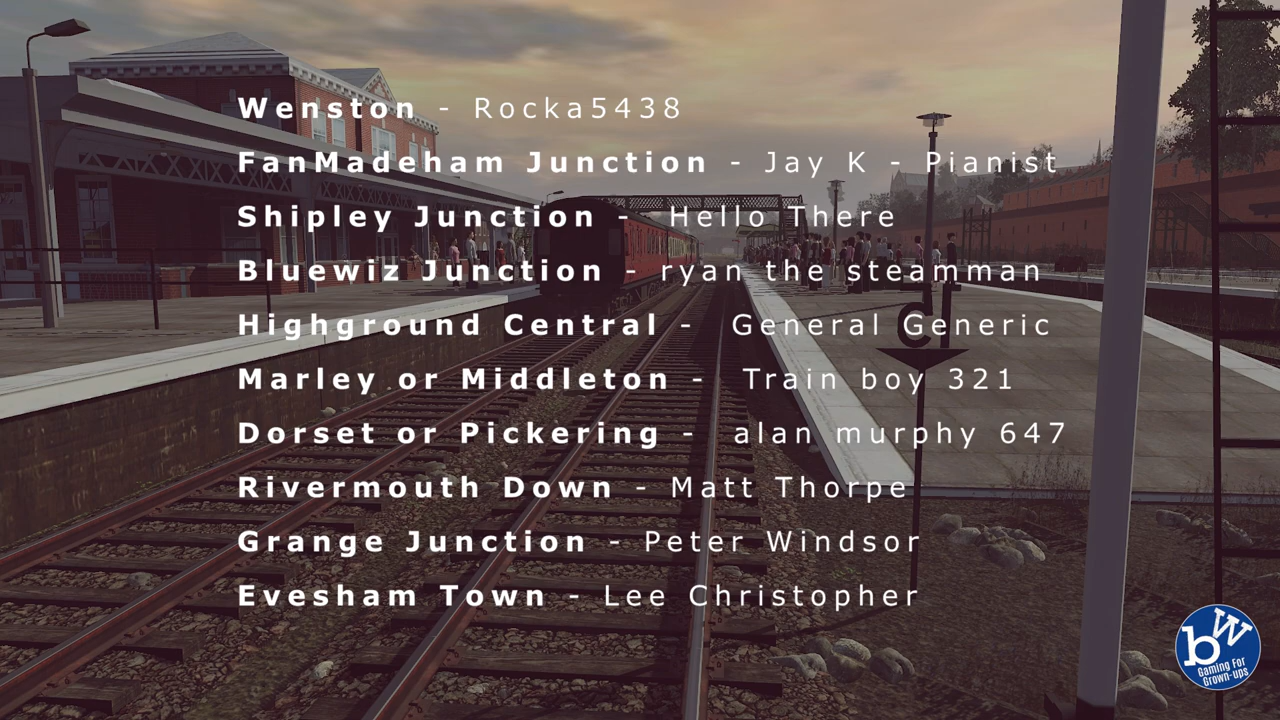 Wenston - Rocka5438
FanMadeham Junction - Jay K - Pianist
Shipley Junction - Hello There
Bluewiz Junction - ryan the steamman
Highground Central - General Generic
Marley or Middleton - Train boy 321
Dorset or Pickering - alan murphy 647
Rivermouth Down - Matt Thorpe
Grange Junction - Peter Windsor
Evesham Town - Lee Christopher
C
bW
Gaming For
Grown-ups